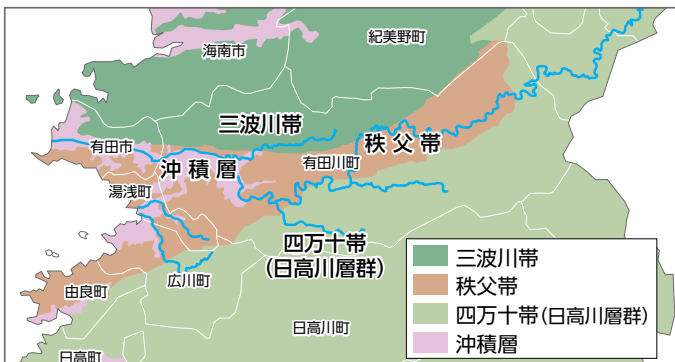 海南市
紀美野町
三波川帯
秩父帯
有田市
沖積層
有田川町
湯浅町
四万十帯
(日高川層群)
広川町
由良町
日高川町
日高町
三波川帯
秩父帯
四万十帯(日高川層群)
沖積層